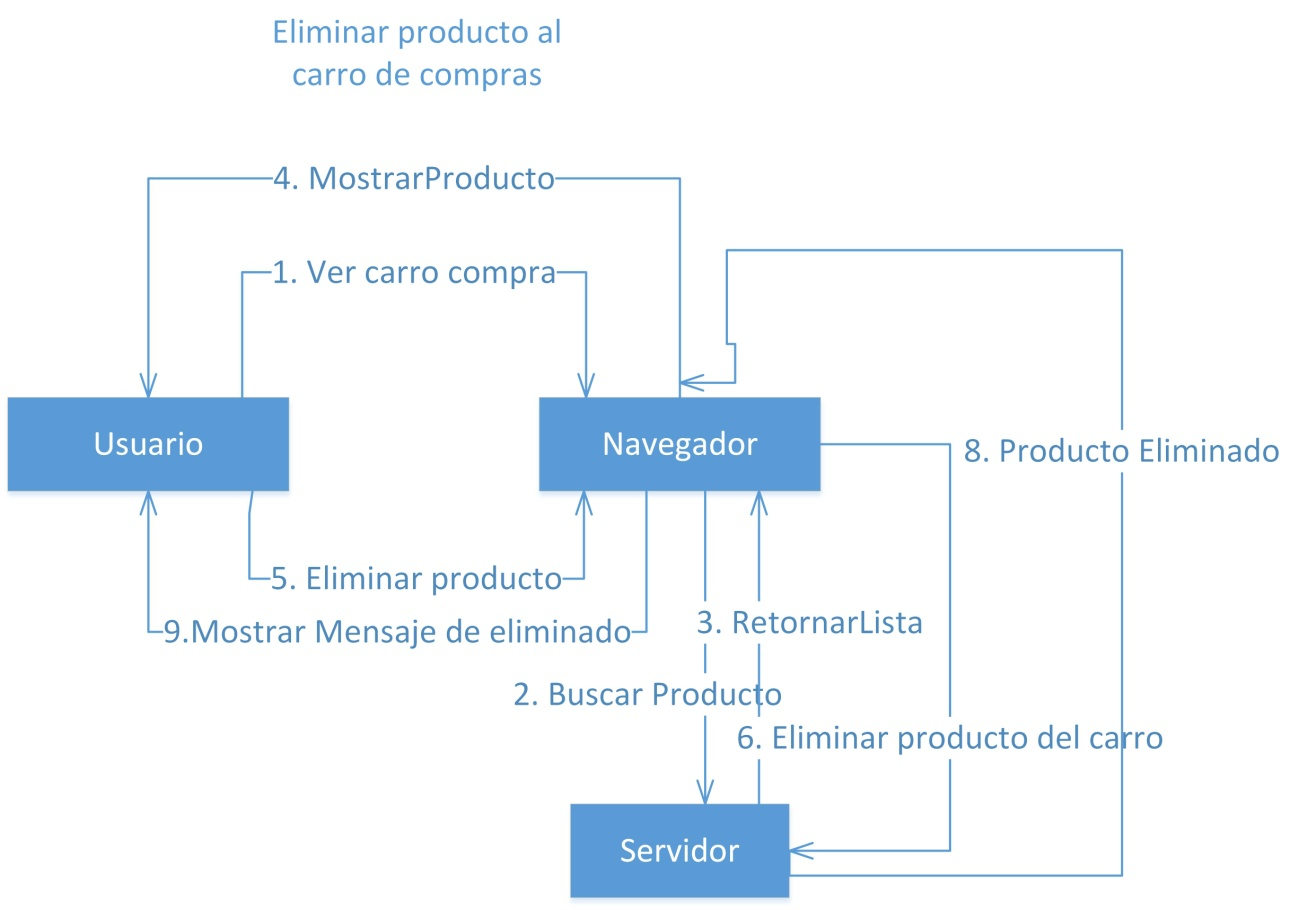 Eliminar producto al
carro de compras
4. MostrarProducto
1. Ver carro compra
Usuario
Navegador
8. Producto Eliminado
5. Eliminar producto
9.Mostrar Mensaje de eliminado
3. RetornarLista
2. Buscar Producto
6. Eliminar producto del carro
Servidor